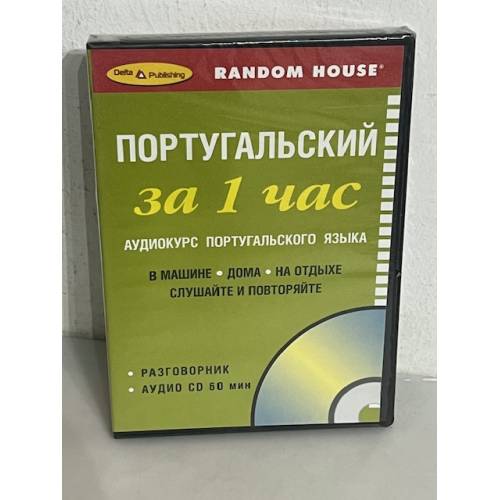 Delta Publishing
RANDOM HOUSE®
ПОРТУГАЛЬСКИЙ
за 1 час
АУДИОКУРС ПОРТУГАЛЬСКОГО ЯЗЫКА
В МАШИНЕ • ДОМА • НА ОТДЫХЕ
СЛУШАЙТЕ И ПОВТОРЯЙТЕ
• РАЗГОВОРНИК
• АУДИО CD 60 мин